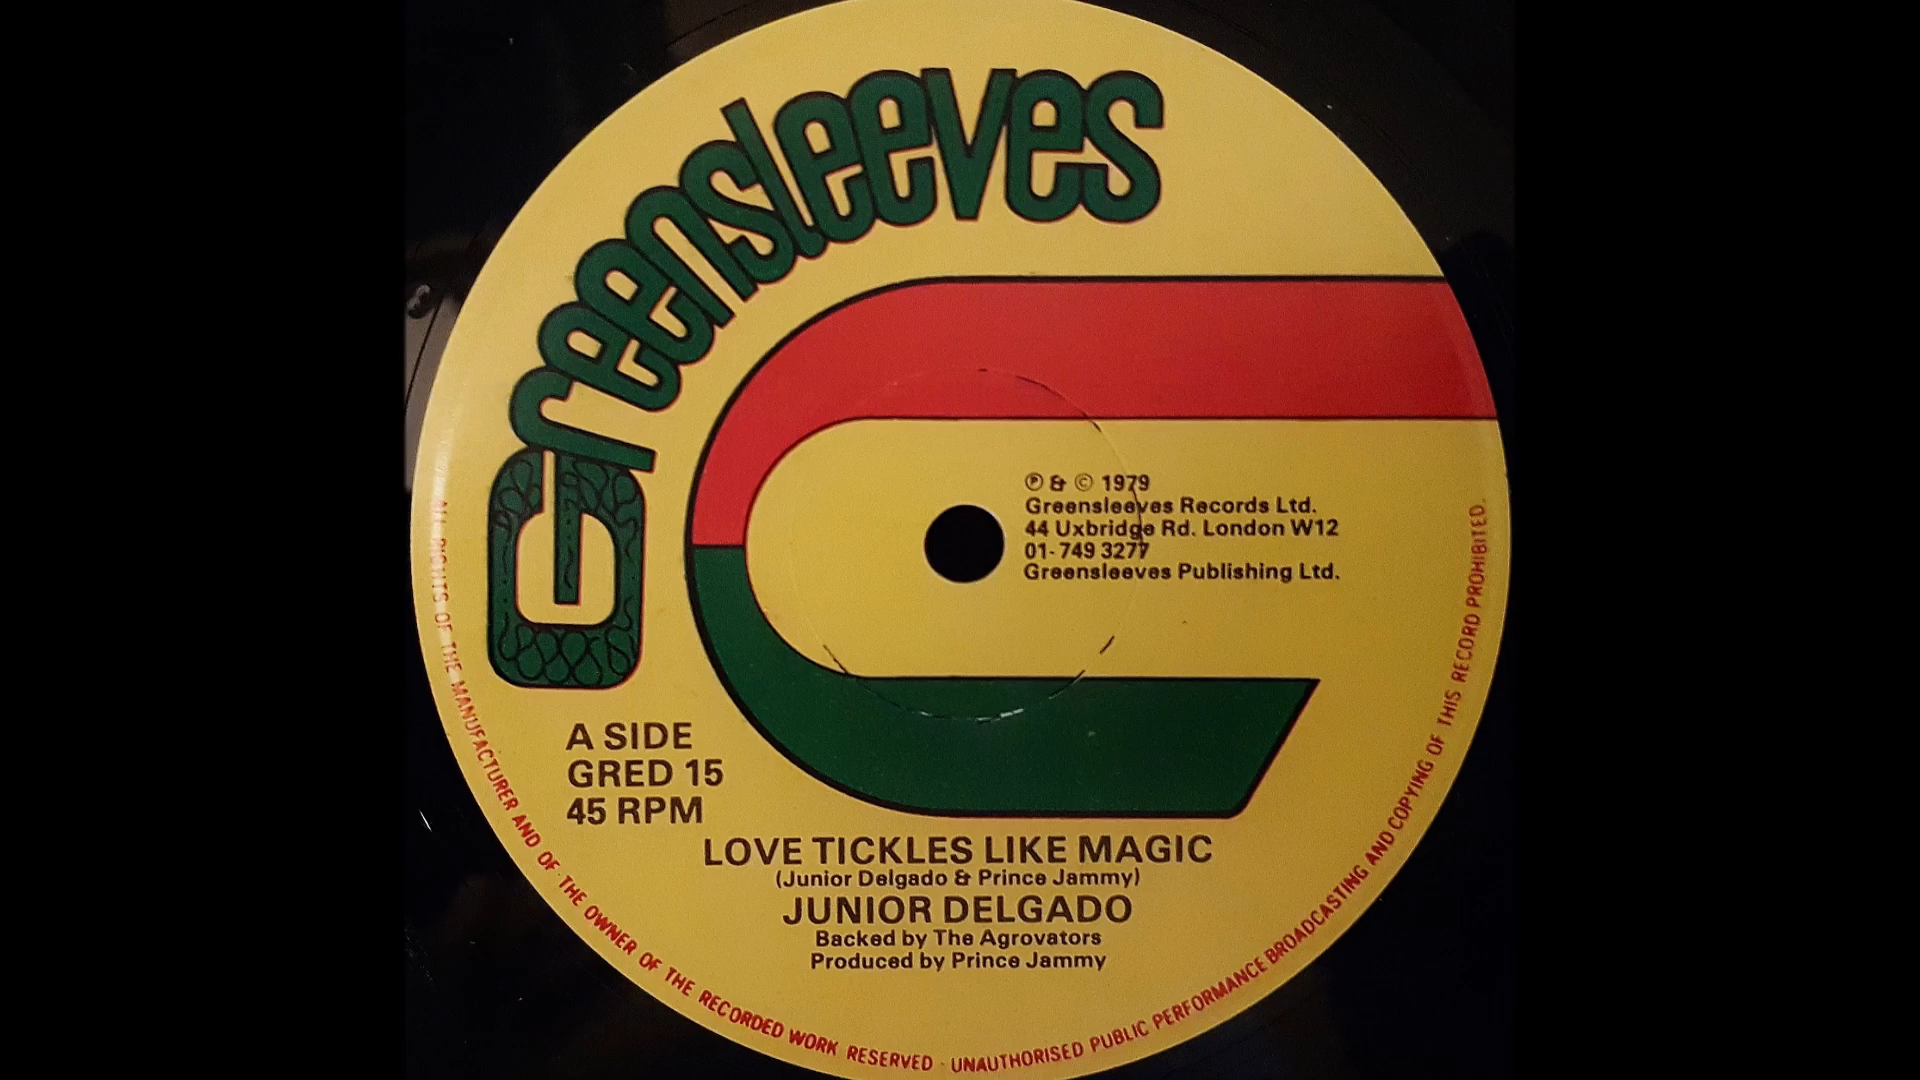 Greensleeves
℗ & © 1979
Greensleeves Records Ltd.
44 Uxbridge Rd. London W12
01-749 3277
Greensleeves Publishing Ltd.
A SIDE
GRED 15
45 RPM
LOVE TICKLES LIKE MAGIC
(Junior Delgado & Prince Jammy)
JUNIOR DELGADO
Backed by The Agrovators
Produced by Prince Jammy
ALL RIGHTS OF THE MANUFACTURER AND OF THE OWNER OF THE RECORDED WORK RESERVED · UNAUTHORISED PUBLIC PERFORMANCE BROADCASTING AND COPYING OF THIS RECORD PROHIBITED.